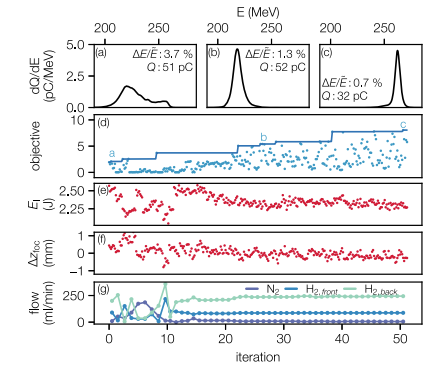 E (MeV)
200 250 200 250 200 250
dQ/dE
(pC/MeV)
5.0
2.5
0.0
(a) ΔE/Ē : 3.7 %
Q : 51 pC
(b) ΔE/Ē : 1.3 %
Q : 52 pC
(c)
ΔE/Ē : 0.7 %
Q : 32 pC
objective
10
5
0
(d)
a
b
c
E_l
(J)
2.50
2.25
(e)
Δz_foc
(mm)
1
0
−1
(f)
flow
(ml/min)
250
0
(g)
N₂ H₂,front H₂,back
0 10 20 30 40 50
iteration